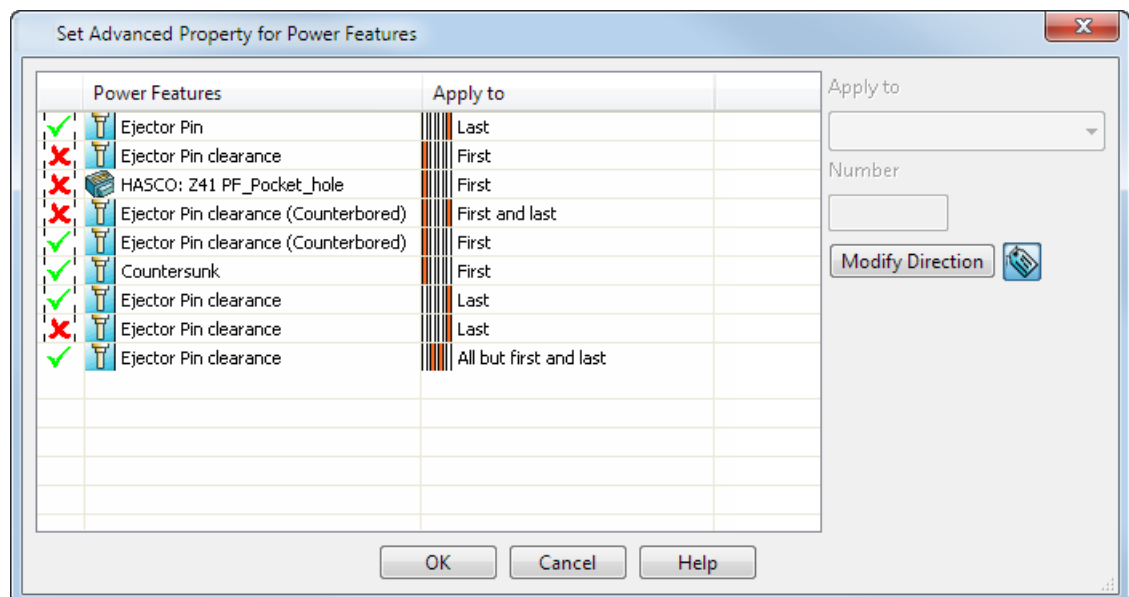 Set Advanced Property for Power Features
Power Features Apply to
Ejector Pin Last
Ejector Pin clearance First
HASCO: Z41 PF_Pocket_hole First
Ejector Pin clearance (Counterbored) First and last
Ejector Pin clearance (Counterbored) First
Countersunk First
Ejector Pin clearance Last
Ejector Pin clearance Last
Ejector Pin clearance All but first and last
Apply to
Number
Modify Direction
OK Cancel Help